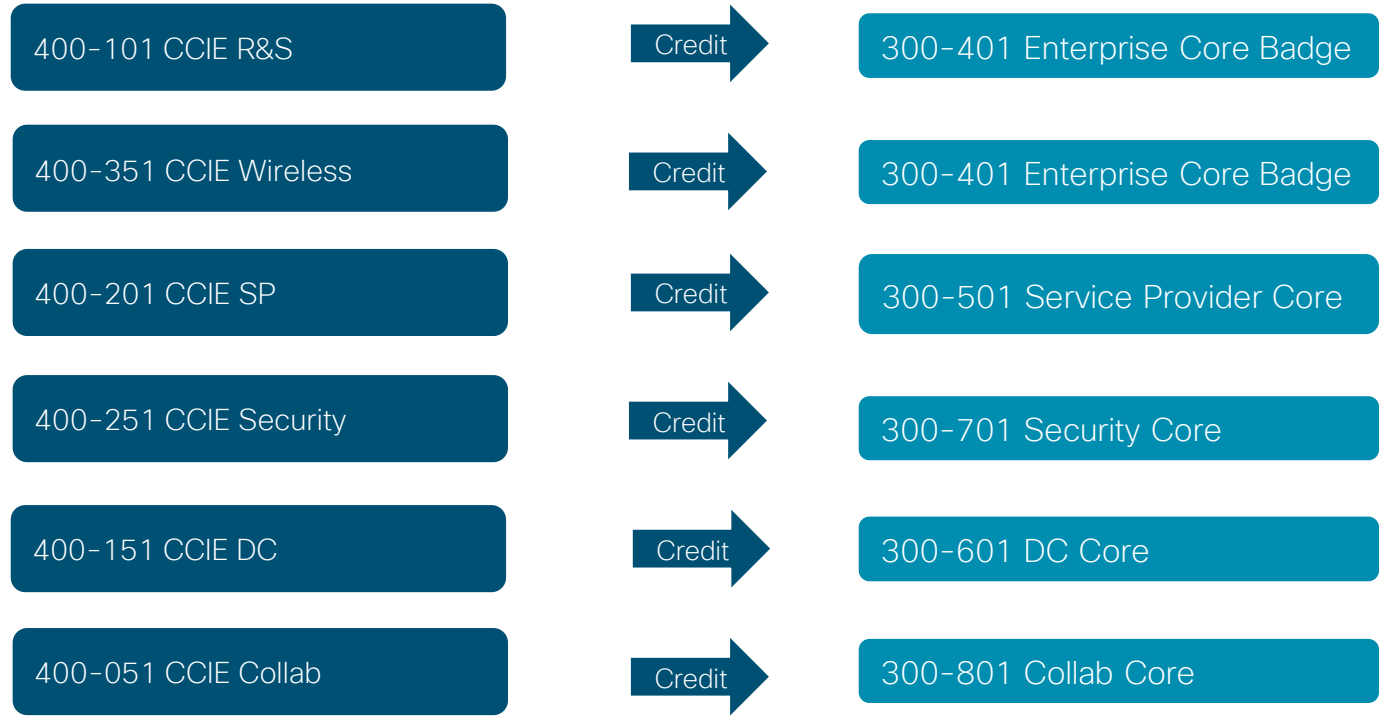 400-101 CCIE R&S
Credit
300-401 Enterprise Core Badge
400-351 CCIE Wireless
Credit
300-401 Enterprise Core Badge
400-201 CCIE SP
Credit
300-501 Service Provider Core
400-251 CCIE Security
Credit
300-701 Security Core
400-151 CCIE DC
Credit
300-601 DC Core
400-051 CCIE Collab
Credit
300-801 Collab Core